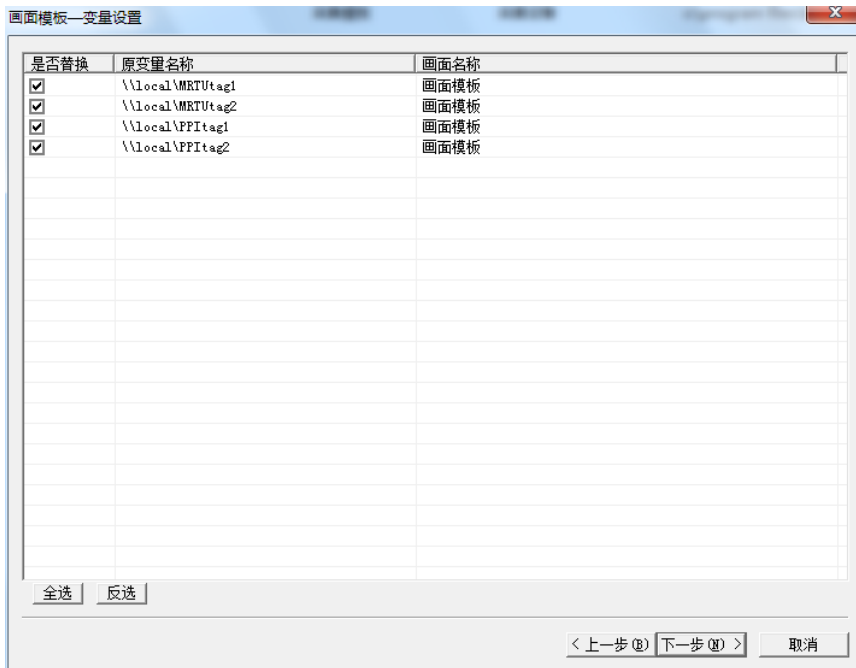 画面模板—变量设置
是否替换 原变量名称 画面名称
\\local\MRTUtag1 画面模板
\\local\MRTUtag2 画面模板
\\local\PPItag1 画面模板
\\local\PPItag2 画面模板
全选 反选
< 上一步(B) 下一步(N) > 取消